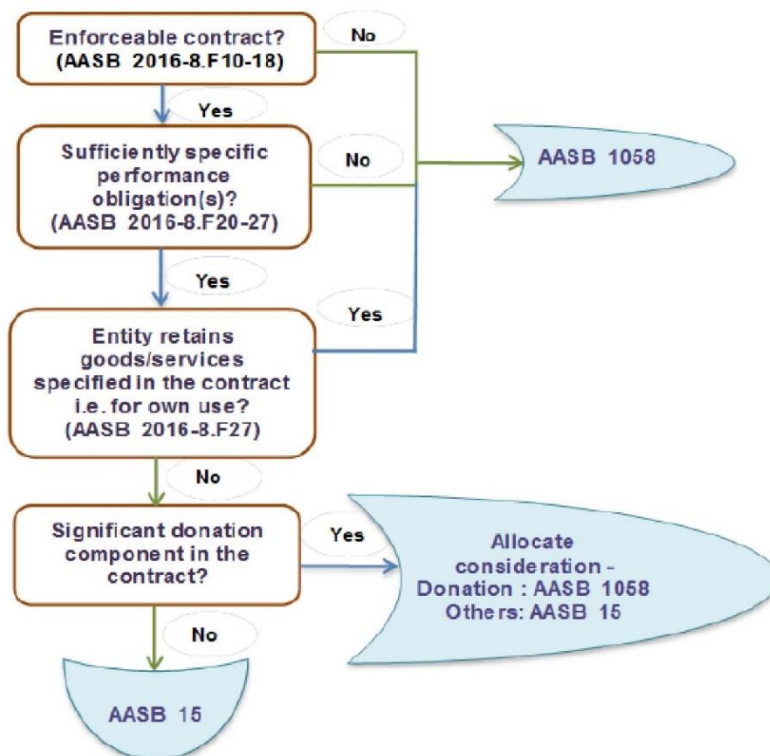 Enforceable contract?
(AASB 2016-8.F10-18)
No
Yes
Sufficiently specific
performance
obligation(s)?
(AASB 2016-8.F20-27)
No
AASB 1058
Yes
Entity retains
goods/services
specified in the contract
i.e. for own use?
(AASB 2016-8.F27)
Yes
No
Significant donation
component in the
contract?
Yes
Allocate
consideration -
Donation : AASB 1058
Others: AASB 15
No
AASB 15